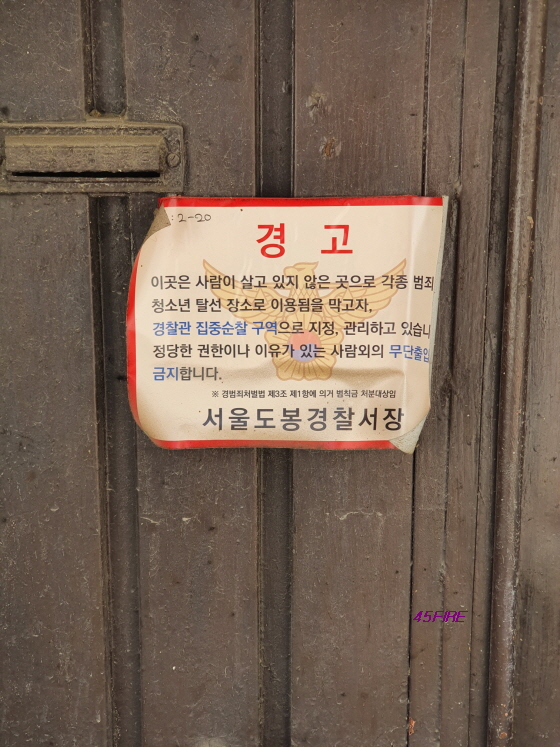 : 2-20
경 고
이곳은 사람이 살고 있지 않은 곳으로 각종 범죄
청소년 탈선 장소로 이용됨을 막고자,
경찰관 집중순찰 구역으로 지정, 관리하고 있습니
정당한 권한이나 이유가 있는 사람외의 무단출입
금지합니다.
※ 경범죄처벌법 제3조 제1항에 의거 범칙금 처분대상임
서울도봉경찰서장
45FIRE